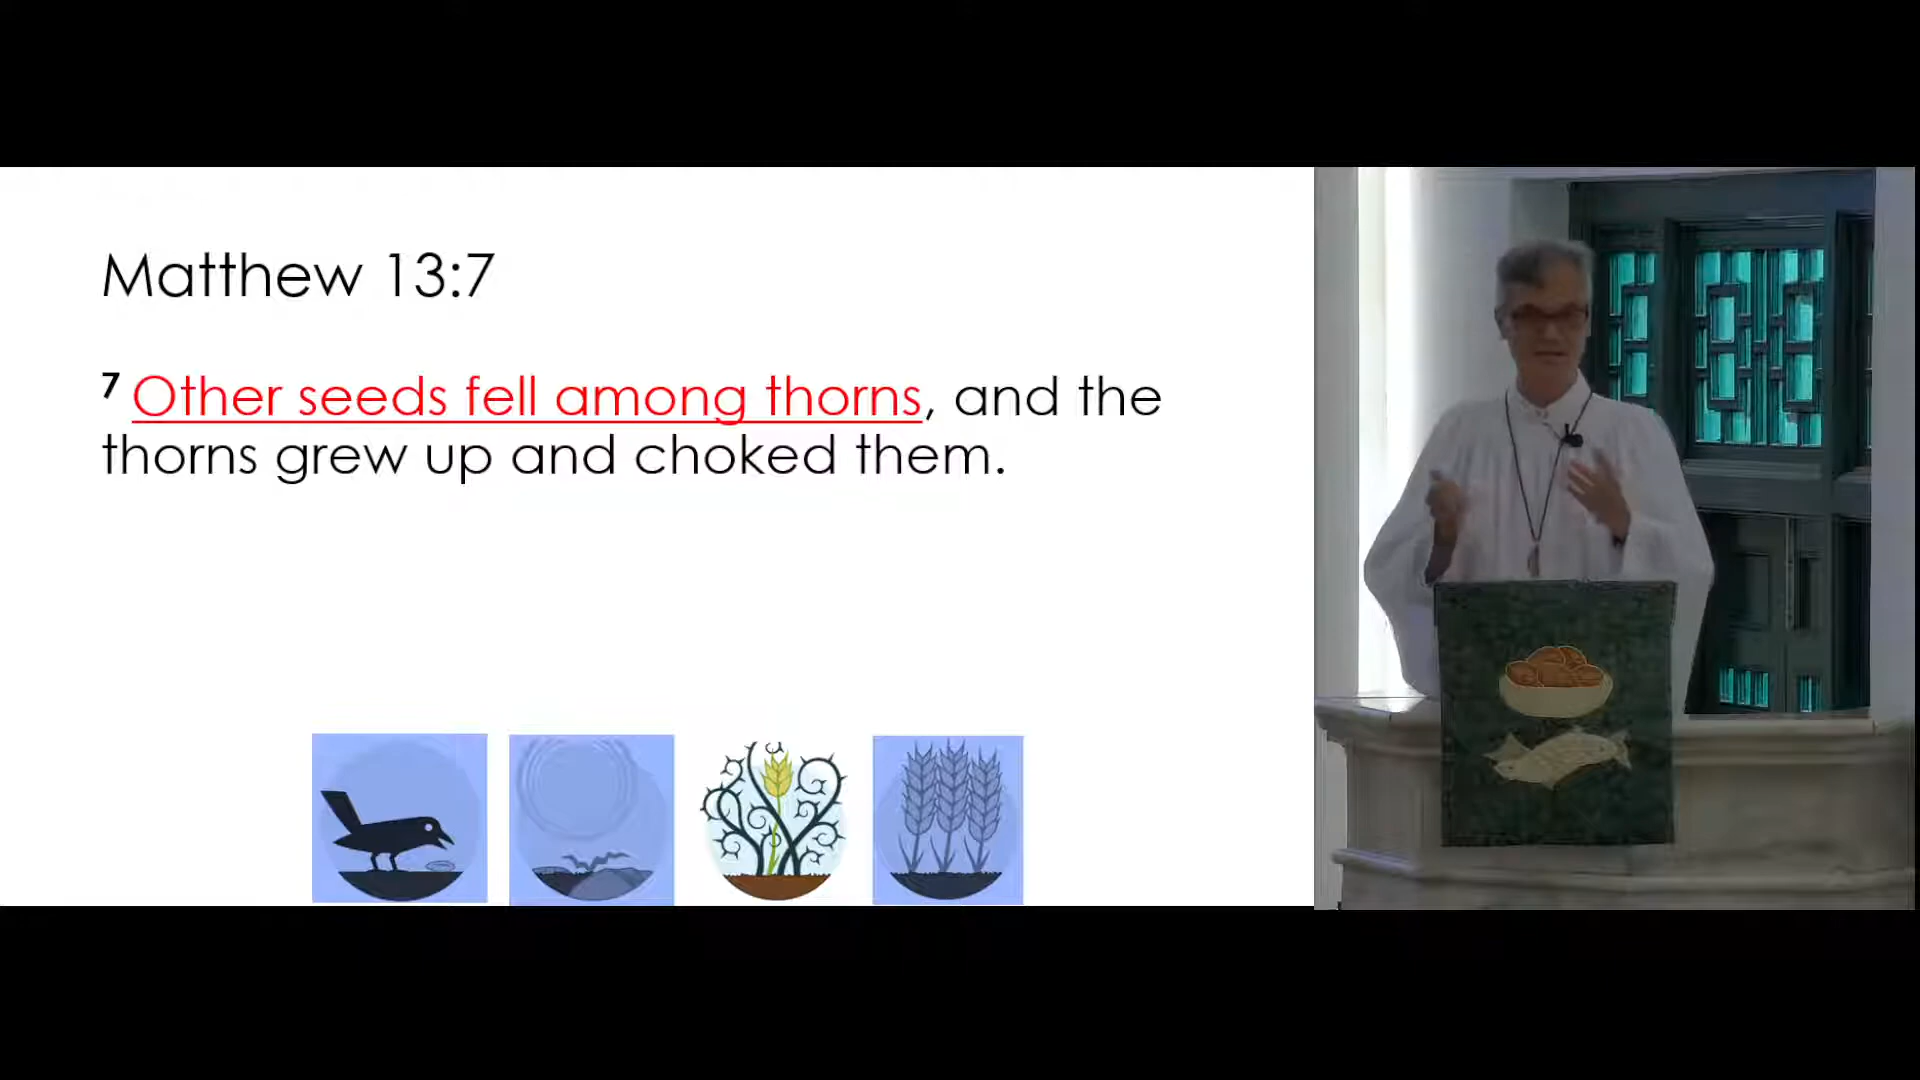 Matthew 13:7
7 Other seeds fell among thorns, and the
thorns grew up and choked them.